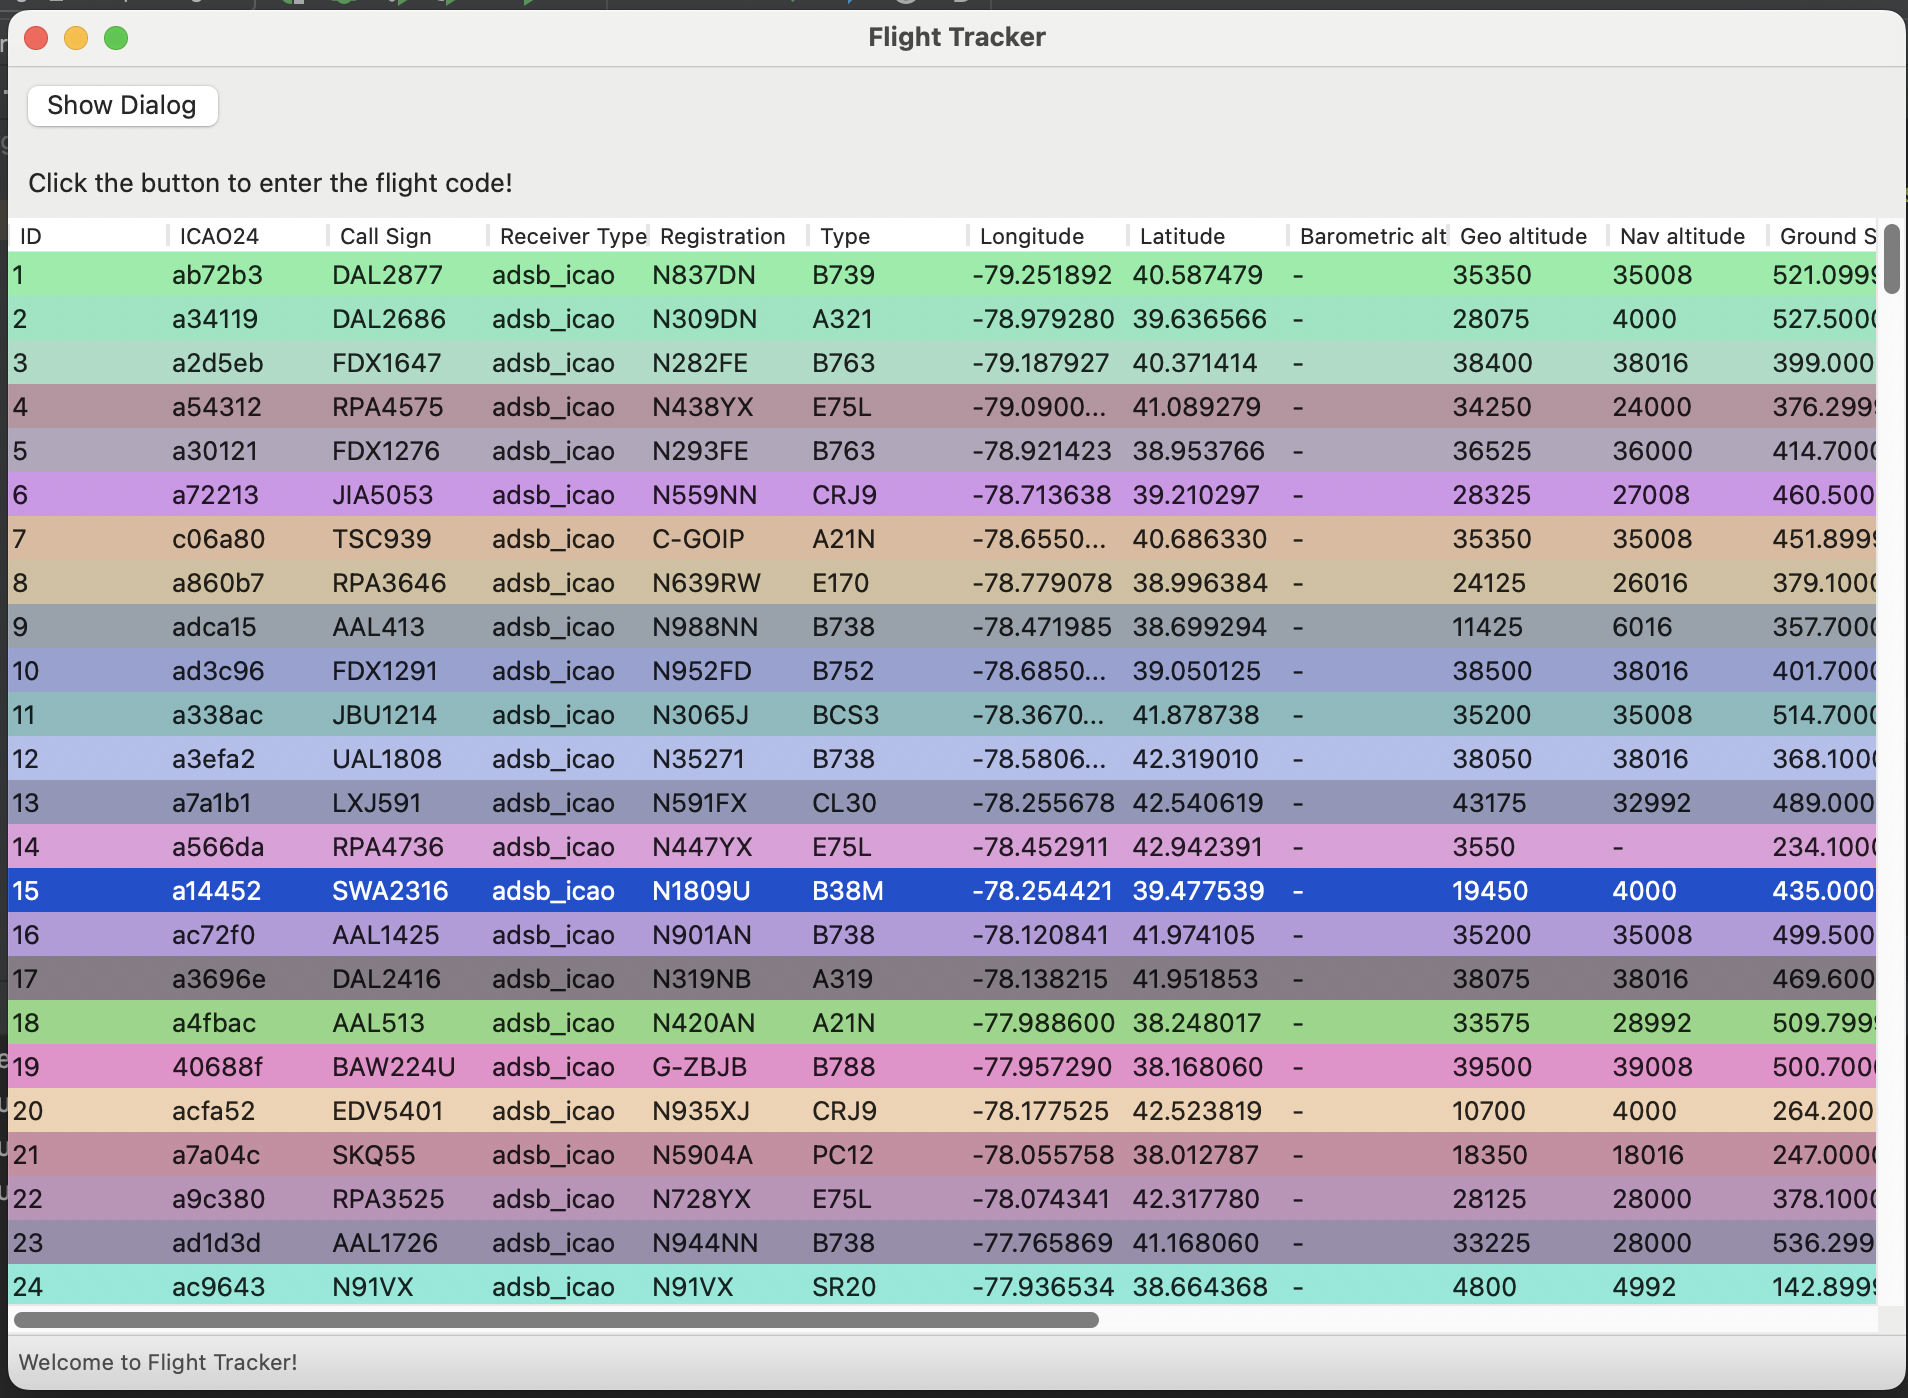 Flight Tracker
Show Dialog
Click the button to enter the flight code!
ID ICAO24 Call Sign Receiver Type Registration Type Longitude Latitude Barometric alt Geo altitude Nav altitude Ground S
1 ab72b3 DAL2877 adsb_icao N837DN B739 -79.251892 40.587479 - 35350 35008 521.0999
2 a34119 DAL2686 adsb_icao N309DN A321 -78.979280 39.636566 - 28075 4000 527.5000
3 a2d5eb FDX1647 adsb_icao N282FE B763 -79.187927 40.371414 - 38400 38016 399.000
4 a54312 RPA4575 adsb_icao N438YX E75L -79.0900... 41.089279 - 34250 24000 376.2999
5 a30121 FDX1276 adsb_icao N293FE B763 -78.921423 38.953766 - 36525 36000 414.7000
6 a72213 JIA5053 adsb_icao N559NN CRJ9 -78.713638 39.210297 - 28325 27008 460.500
7 c06a80 TSC939 adsb_icao C-GOIP A21N -78.6550... 40.686330 - 35350 35008 451.8999
8 a860b7 RPA3646 adsb_icao N639RW E170 -78.779078 38.996384 - 24125 26016 379.1000
9 adca15 AAL413 adsb_icao N988NN B738 -78.471985 38.699294 - 11425 6016 357.7000
10 ad3c96 FDX1291 adsb_icao N952FD B752 -78.6850... 39.050125 - 38500 38016 401.7000
11 a338ac JBU1214 adsb_icao N3065J BCS3 -78.3670... 41.878738 - 35200 35008 514.7000
12 a3efa2 UAL1808 adsb_icao N35271 B738 -78.5806... 42.319010 - 38050 38016 368.1000
13 a7a1b1 LXJ591 adsb_icao N591FX CL30 -78.255678 42.540619 - 43175 32992 489.000
14 a566da RPA4736 adsb_icao N447YX E75L -78.452911 42.942391 - 3550 - 234.1000
15 a14452 SWA2316 adsb_icao N1809U B38M -78.254421 39.477539 - 19450 4000 435.000
16 ac72f0 AAL1425 adsb_icao N901AN B738 -78.120841 41.974105 - 35200 35008 499.500
17 a3696e DAL2416 adsb_icao N319NB A319 -78.138215 41.951853 - 38075 38016 469.600
18 a4fbac AAL513 adsb_icao N420AN A21N -77.988600 38.248017 - 33575 28992 509.7999
19 40688f BAW224U adsb_icao G-ZBJB B788 -77.957290 38.168060 - 39500 39008 500.7000
20 acfa52 EDV5401 adsb_icao N935XJ CRJ9 -78.177525 42.523819 - 10700 4000 264.200
21 a7a04c SKQ55 adsb_icao N5904A PC12 -78.055758 38.012787 - 18350 18016 247.0000
22 a9c380 RPA3525 adsb_icao N728YX E75L -78.074341 42.317780 - 28125 28000 378.1000
23 ad1d3d AAL1726 adsb_icao N944NN B738 -77.765869 41.168060 - 33225 28000 536.299
24 ac9643 N91VX adsb_icao N91VX SR20 -77.936534 38.664368 - 4800 4992 142.8999
Welcome to Flight Tracker!